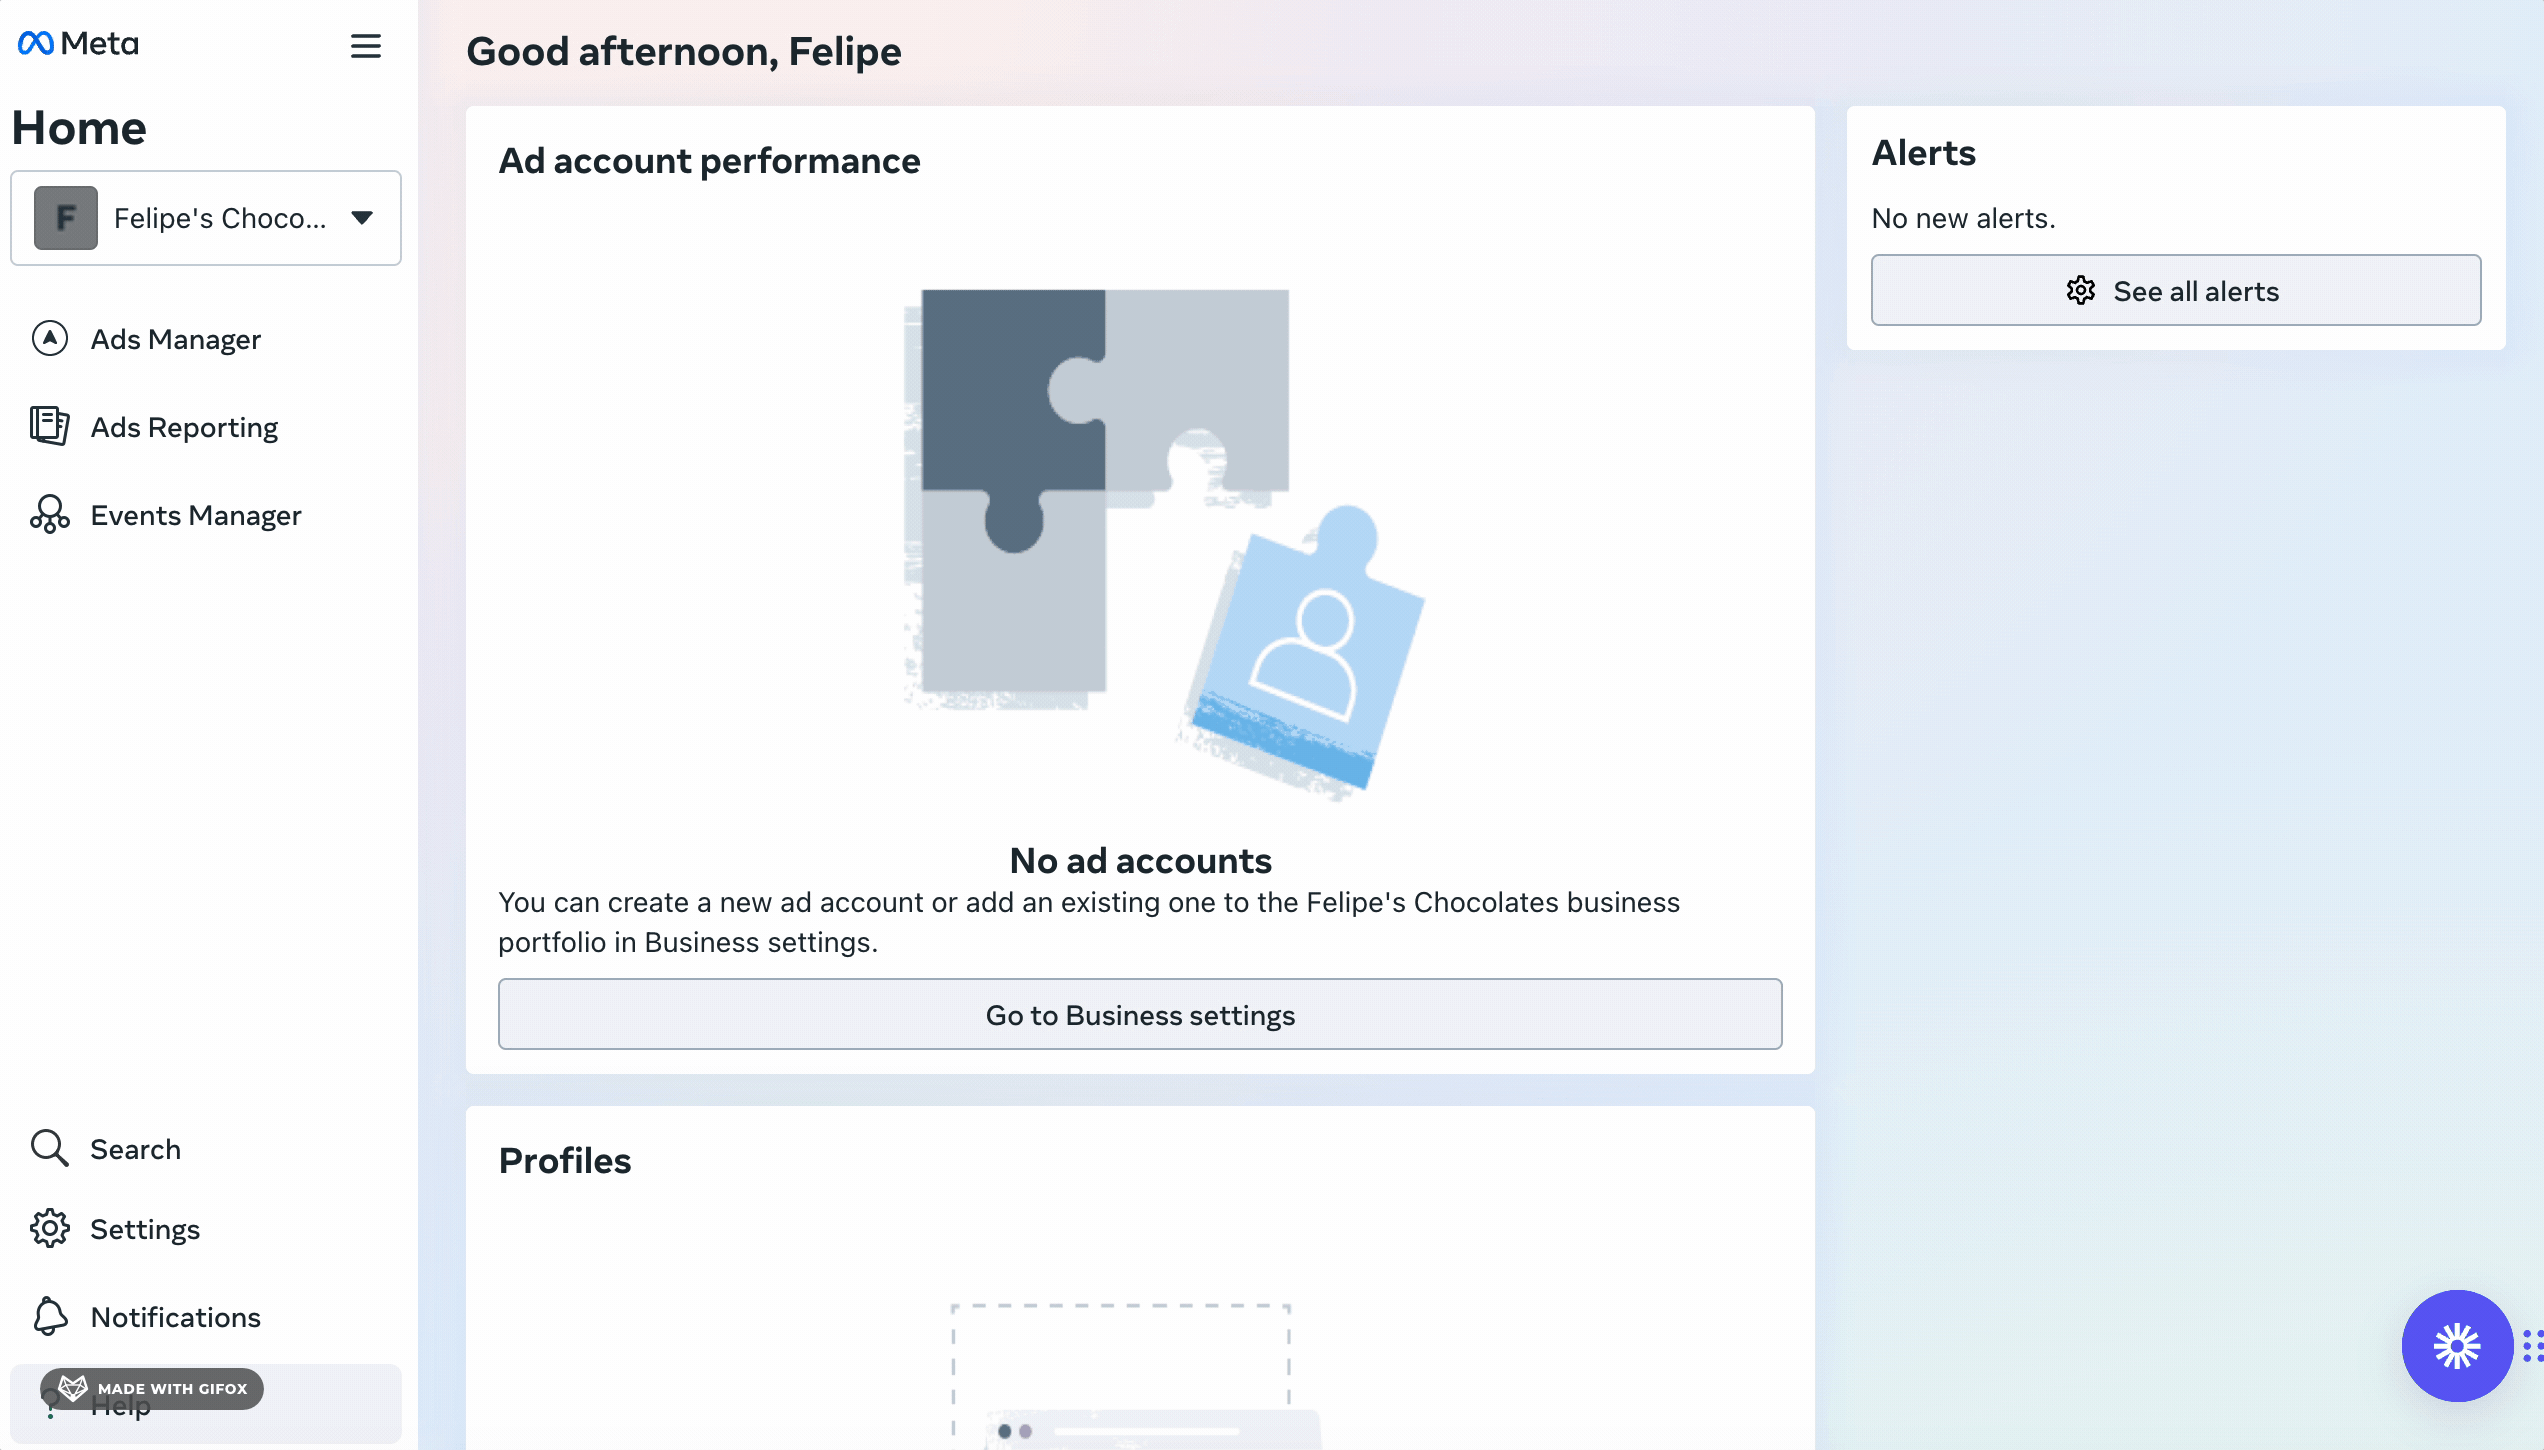 Meta
Home
F
Felipe's Choco...
Ads Manager
Ads Reporting
Events Manager
Search
Settings
Notifications
Help
MADE WITH GIFOX
Good afternoon, Felipe
Ad account performance
No ad accounts
You can create a new ad account or add an existing one to the Felipe's Chocolates business
portfolio in Business settings.
Go to Business settings
Profiles
Alerts
No new alerts.
See all alerts